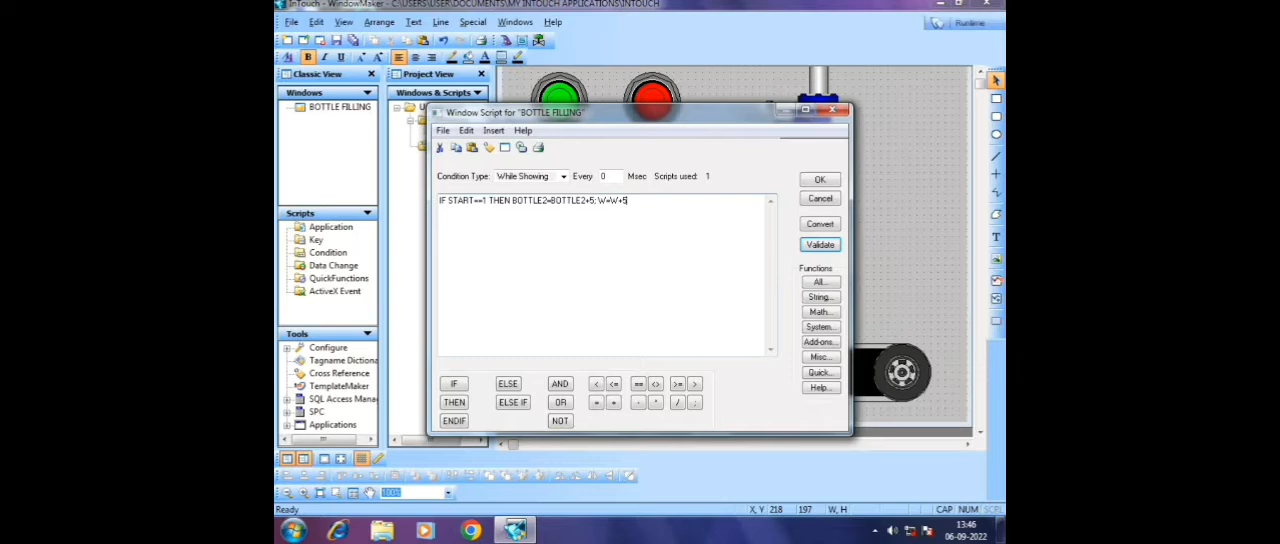 InTouch - WindowMaker - C:\USERS\USER\DOCUMENTS\MY INTOUCH APPLICATIONS\INTOUCH
File Edit View Arrange Text Line Special Windows Help
Runtime
Classic View
Project View
Windows
BOTTLE FILLING
Windows & Scripts
Window Script for "BOTTLE FILLING"
File Edit Insert Help
Condition Type: While Showing Every 0 Msec Scripts used: 1
IF START==1 THEN BOTTLE2=BOTTLE2+5; W=W+5
OK
Cancel
Convert
Validate
Functions
All...
String...
Math...
System...
Add-ons...
Misc...
Quick...
Help...
IF ELSE AND < <= == <> >= >
THEN ELSE IF OR = + - * / ;
ENDIF NOT
Scripts
Application
Key
Condition
Data Change
QuickFunctions
ActiveX Event
Tools
Configure
Tagname Dictiona
Cross Reference
TemplateMaker
SQL Access Mana
SPC
Applications
100%
Ready
X, Y 218 197 W, H
CAP NUM SCRL
13:46
06-09-2022